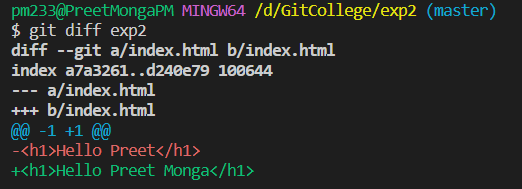 pm233@PreetMongaPM MINGW64 /d/GitCollege/exp2 (master)
$ git diff exp2
diff --git a/index.html b/index.html
index a7a3261..d240e79 100644
--- a/index.html
+++ b/index.html
@@ -1 +1 @@
-<h1>Hello Preet</h1>
+<h1>Hello Preet Monga</h1>